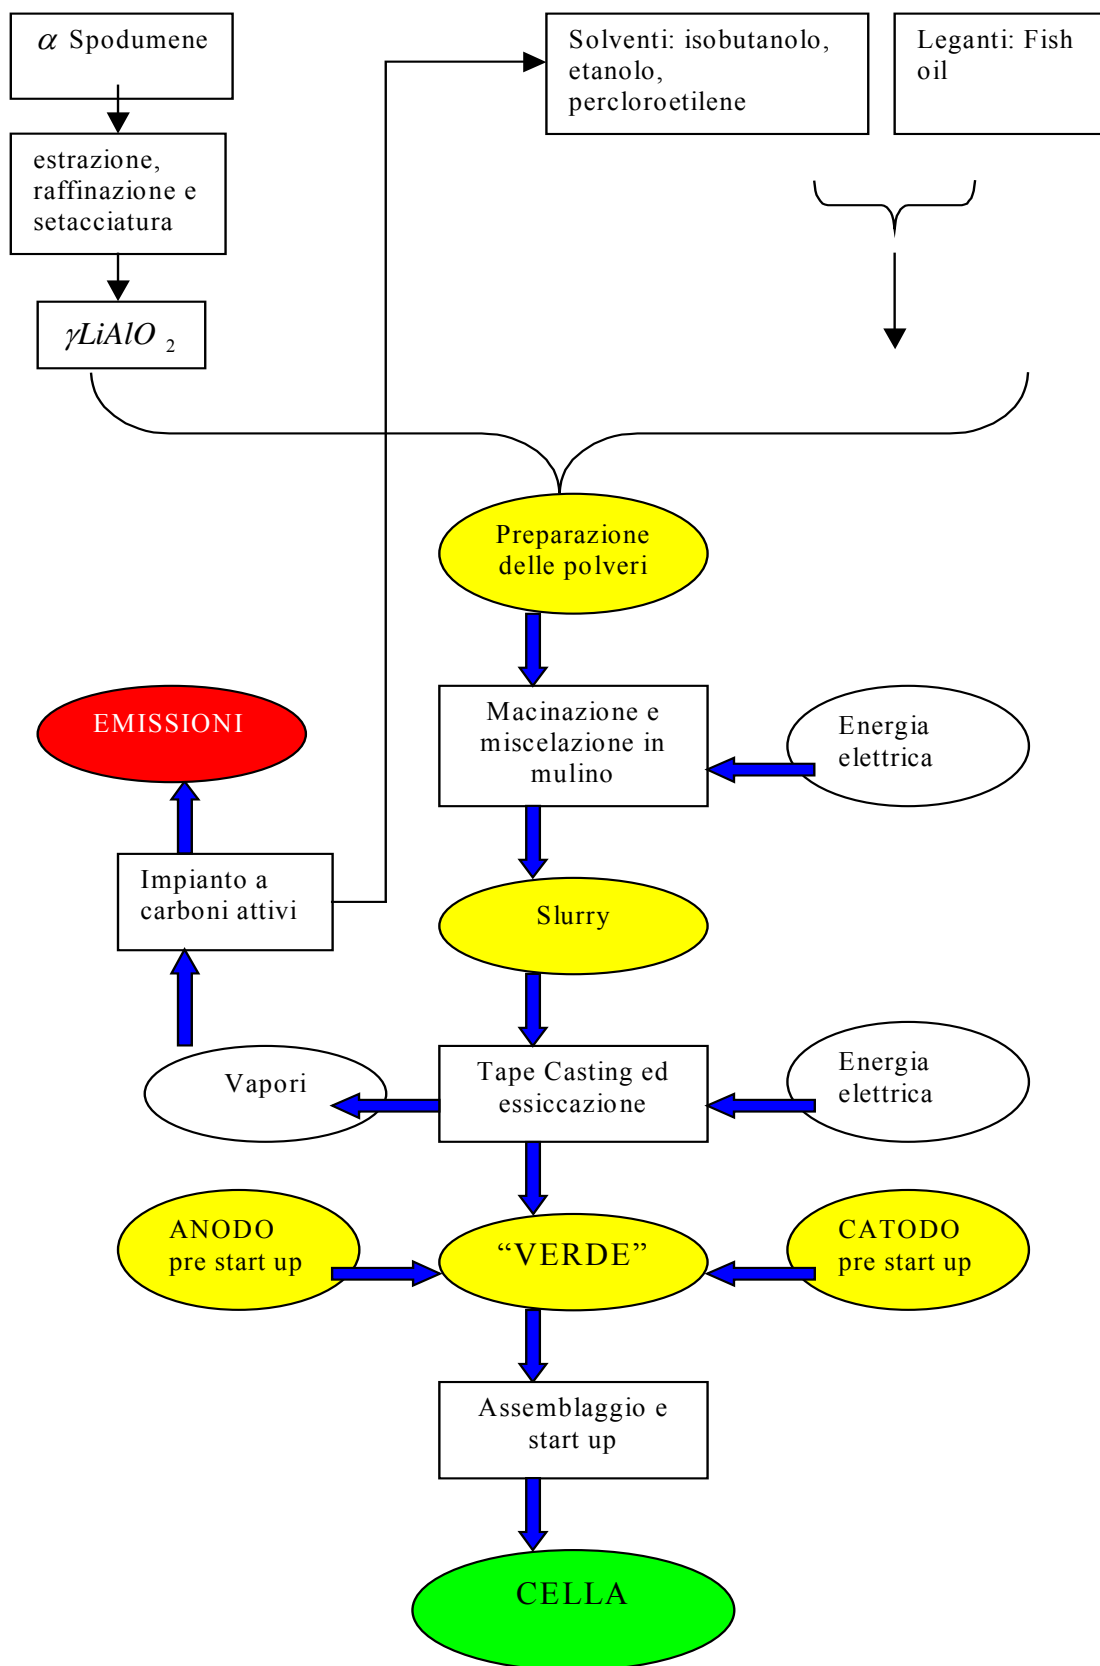 α Spodumene
Solventi: isobutanolo,
etanolo,
percloroetilene
Leganti: Fish
oil
estrazione,
raffinazione e
setacciatura
γLiAlO 2
Preparazione
delle polveri
EMISSIONI
Macinazione e
miscelazione in
mulino
Energia
elettrica
Impianto a
carboni attivi
Slurry
Vapori
Tape Casting ed
essiccazione
Energia
elettrica
ANODO
pre start up
“VERDE”
CATODO
pre start up
Assemblaggio e
start up
CELLA